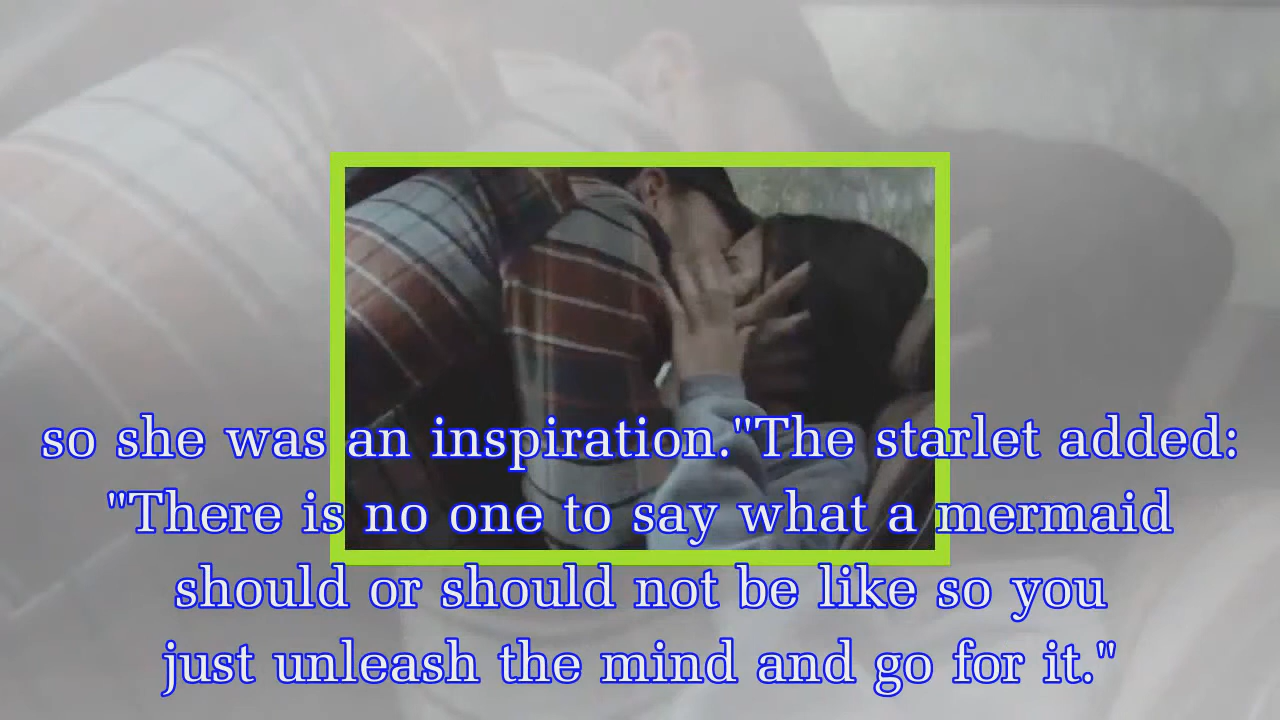 so she was an inspiration."The starlet added:
"There is no one to say what a mermaid
should or should not be like so you
just unleash the mind and go for it."